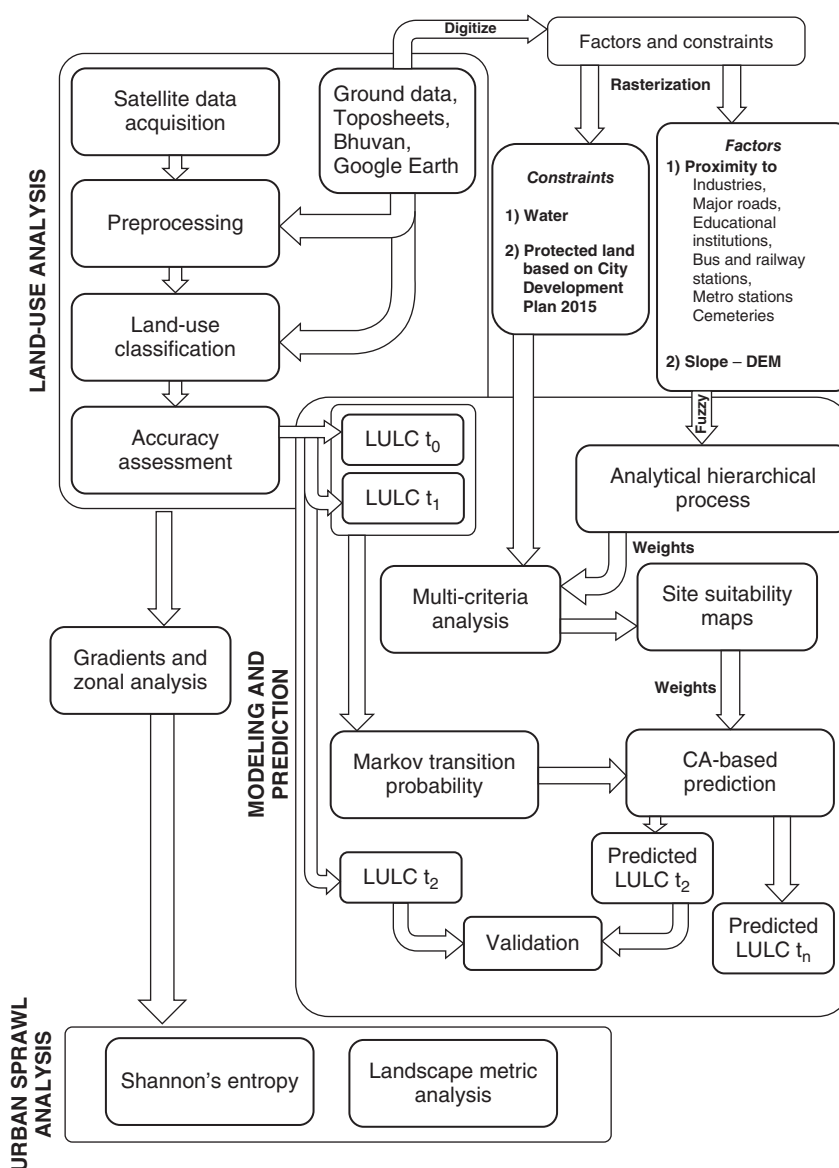 Digitize
Factors and constraints
Rasterization
LAND-USE ANALYSIS
Satellite data
acquisition
Ground data,
Toposheets,
Bhuvan,
Google Earth
Preprocessing
Land-use
classification
Accuracy
assessment
Constraints
1) Water
2) Protected land
based on City
Development
Plan 2015
Factors
1) Proximity to
Industries,
Major roads,
Educational
institutions,
Bus and railway
stations,
Metro stations
Cemeteries
2) Slope – DEM
Fuzzy
MODELING AND
PREDICTION
LULC t0
LULC t1
Analytical hierarchical
process
Weights
Multi-criteria
analysis
Site suitability
maps
Weights
Gradients and
zonal analysis
Markov transition
probability
CA-based
prediction
LULC t2
Predicted
LULC t2
Validation
Predicted
LULC tn
URBAN SPRAWL
ANALYSIS
Shannon's entropy
Landscape metric
analysis